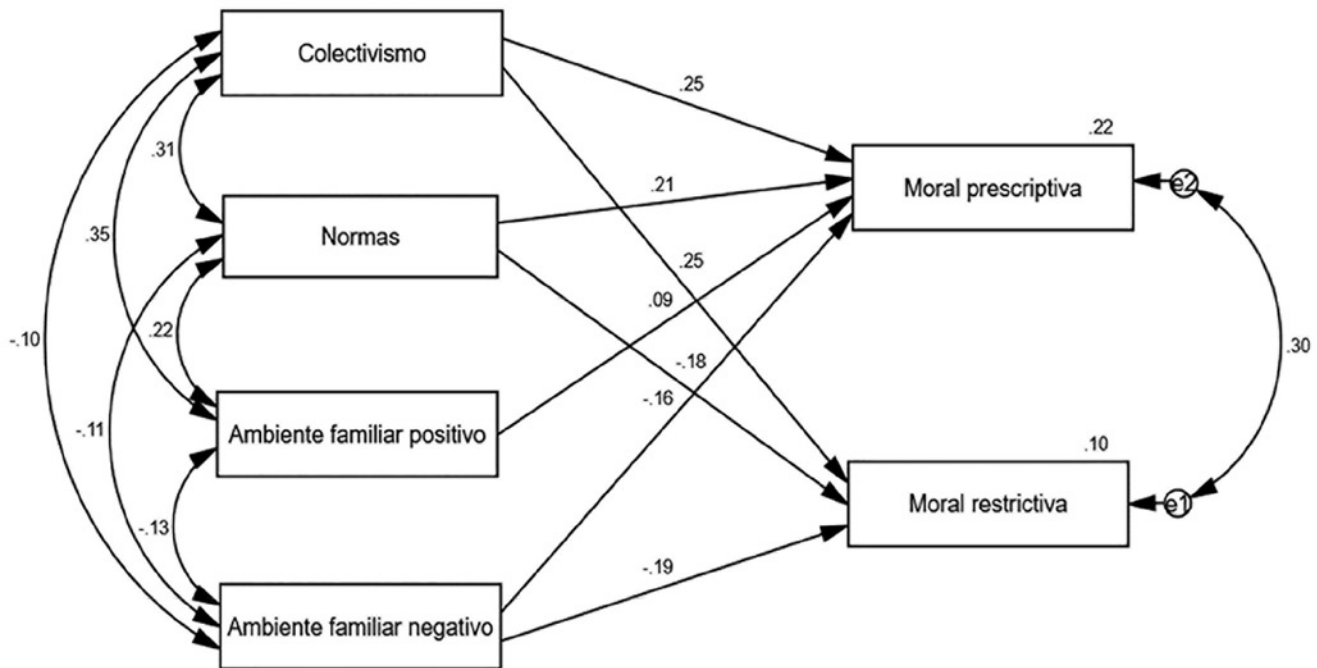 Colectivismo
.25
.22
.31
Moral prescriptiva
e2
.21
Normas
.35
.25
.09
.22
-.10
.30
-.18
-.16
-.11
Ambiente familiar positivo
.10
Moral restrictiva
e1
-.13
-.19
Ambiente familiar negativo